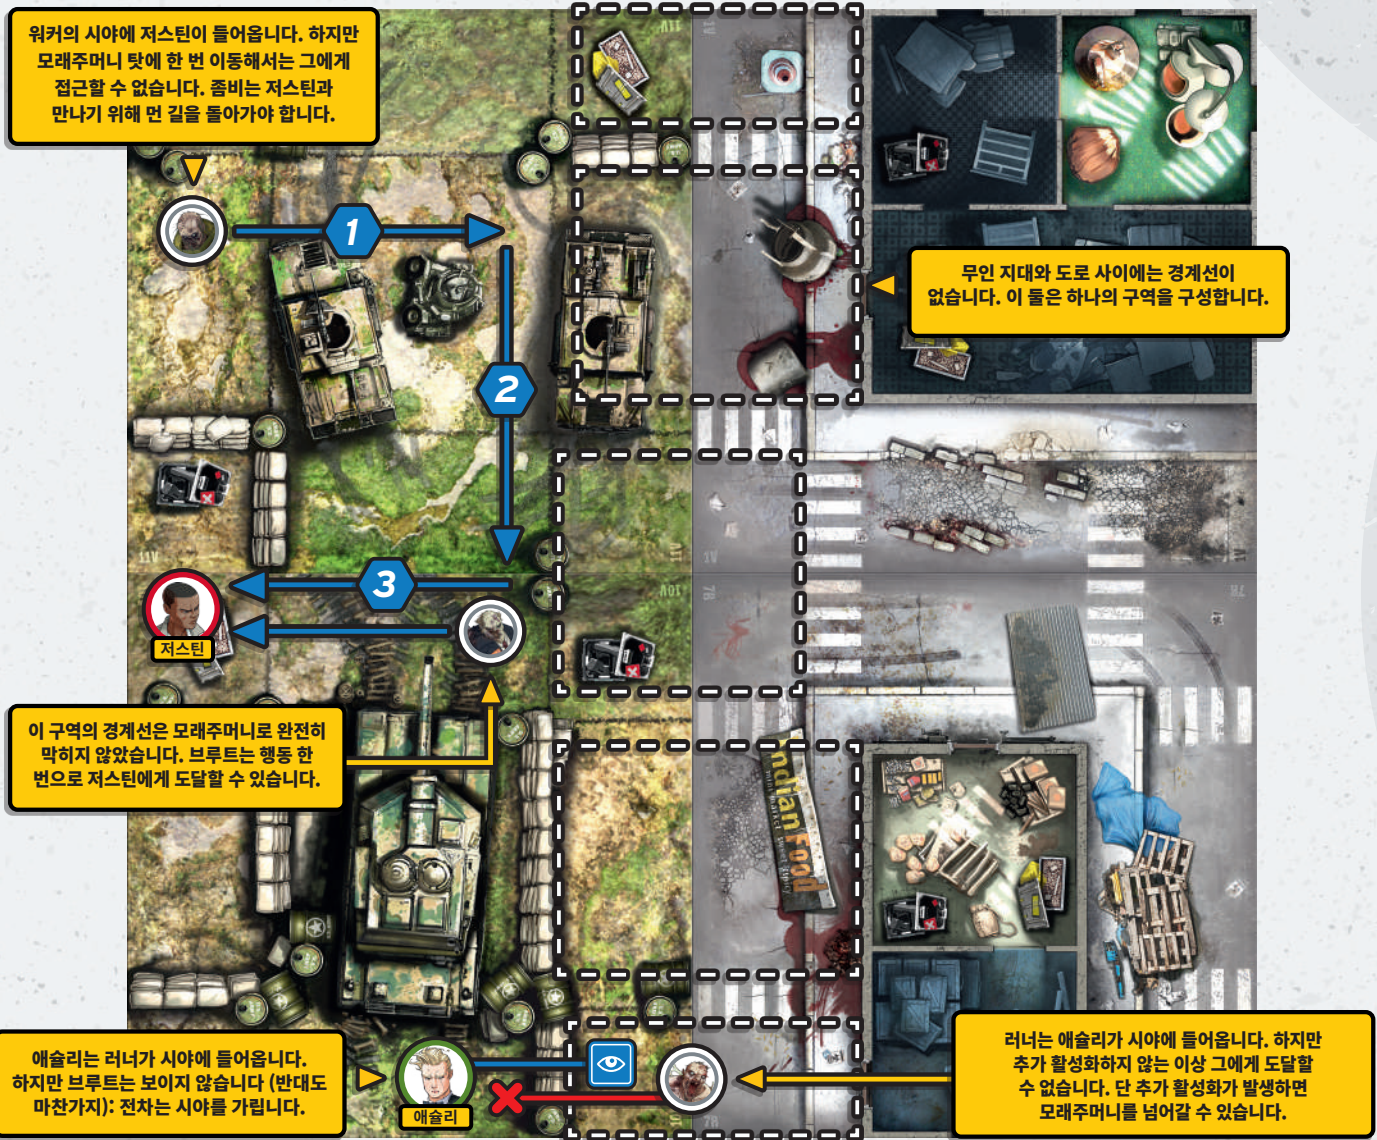 워커의 시야에 저스틴이 들어옵니다. 하지만
모래주머니 탓에 한 번 이동해서는 그에게
접근할 수 없습니다. 좀비는 저스틴과
만나기 위해 먼 길을 돌아가야 합니다.
11V
1V
1
무인 지대와 도로 사이에는 경계선이
없습니다. 이 둘은 하나의 구역을 구성합니다.
2
11V
1V
3
10V
7B
7B
저스틴
이 구역의 경계선은 모래주머니로 완전히
막히지 않았습니다. 브루트는 행동 한
번으로 저스틴에게 도달할 수 있습니다.
Indian Food
애슐리는 러너가 시야에 들어옵니다.
하지만 브루트는 보이지 않습니다 (반대도
마찬가지): 전차는 시야를 가립니다.
애슐리
7B
러너는 애슐리가 시야에 들어옵니다. 하지만
추가 활성화하지 않는 이상 그에게 도달할
수 없습니다. 단 추가 활성화가 발생하면
모래주머니를 넘어갈 수 있습니다.